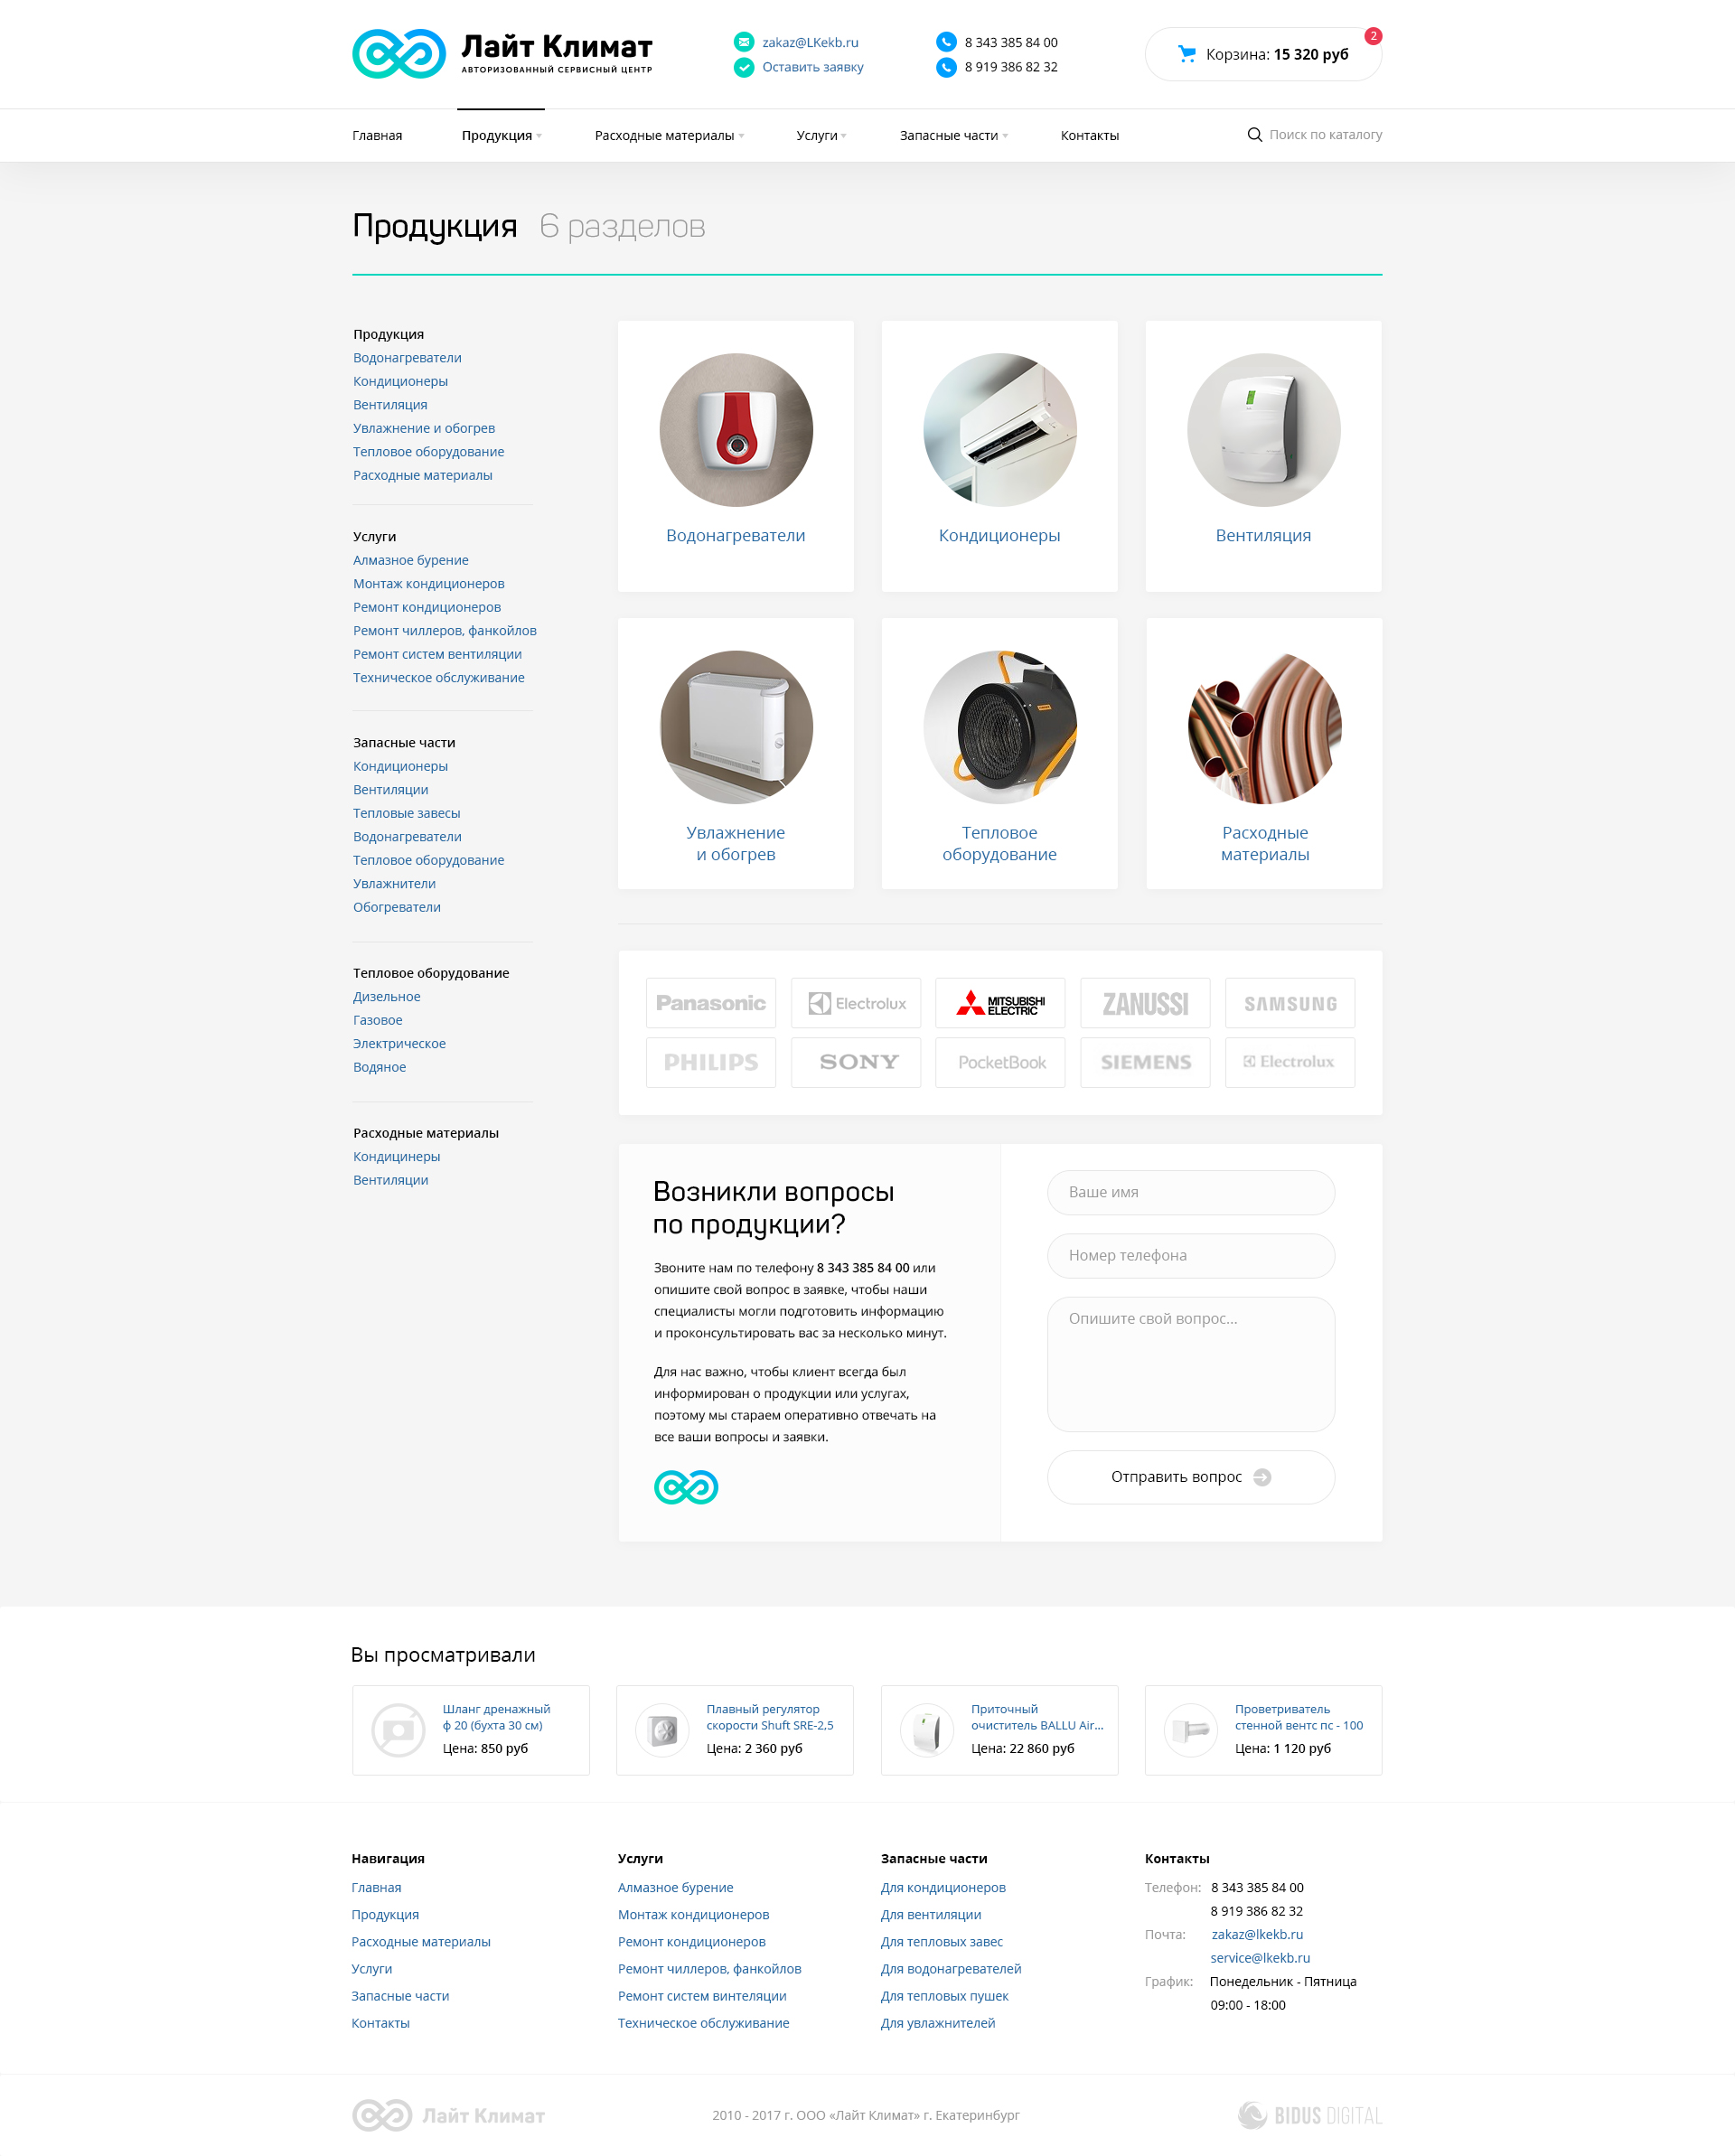 Лайт Климат
АВТОРИЗОВАННЫЙ СЕРВИСНЫЙ ЦЕНТР
zakaz@LKekb.ru
Оставить заявку
8 343 385 84 00
8 919 386 82 32
Корзина: 15 320 руб
2
Главная
Продукция
Расходные материалы
Услуги
Запасные части
Контакты
Поиск по каталогу
Продукция 6 разделов
Продукция
Водонагреватели
Кондиционеры
Вентиляция
Увлажнение и обогрев
Тепловое оборудование
Расходные материалы
Услуги
Алмазное бурение
Монтаж кондиционеров
Ремонт кондиционеров
Ремонт чиллеров, фанкойлов
Ремонт систем вентиляции
Техническое обслуживание
Запасные части
Кондиционеры
Вентиляции
Тепловые завесы
Водонагреватели
Тепловое оборудование
Увлажнители
Обогреватели
Тепловое оборудование
Дизельное
Газовое
Электрическое
Водяное
Расходные материалы
Кондицинеры
Вентиляции
Водонагреватели
Кондиционеры
Вентиляция
Увлажнение
и обогрев
Тепловое
оборудование
Расходные
материалы
Panasonic
Electrolux
MITSUBISHI
ELECTRIC
ZANUSSI
SAMSUNG
PHILIPS
SONY
PocketBook
SIEMENS
Electrolux
Возникли вопросы
по продукции?
Звоните нам по телефону 8 343 385 84 00 или
опишите свой вопрос в заявке, чтобы наши
специалисты могли подготовить информацию
и проконсультировать вас за несколько минут.
Для нас важно, чтобы клиент всегда был
информирован о продукции или услугах,
поэтому мы стараем оперативно отвечать на
все ваши вопросы и заявки.
Ваше имя
Номер телефона
Опишите свой вопрос...
Отправить вопрос
Вы просматривали
Шланг дренажный
ф 20 (бухта 30 см)
Цена: 850 руб
Плавный регулятор
скорости Shuft SRE-2,5
Цена: 2 360 руб
Приточный
очиститель BALLU Air...
Цена: 22 860 руб
Проветриватель
стенной вентс пс - 100
Цена: 1 120 руб
Навигация
Главная
Продукция
Расходные материалы
Услуги
Запасные части
Контакты
Услуги
Алмазное бурение
Монтаж кондиционеров
Ремонт кондиционеров
Ремонт чиллеров, фанкойлов
Ремонт систем винтеляции
Техническое обслуживание
Запасные части
Для кондиционеров
Для вентиляции
Для тепловых завес
Для водонагревателей
Для тепловых пушек
Для увлажнителей
Контакты
Телефон: 8 343 385 84 00
8 919 386 82 32
Почта: zakaz@lkekb.ru
service@lkekb.ru
График: Понедельник - Пятница
09:00 - 18:00
Лайт Климат
2010 - 2017 г. ООО «Лайт Климат» г. Екатеринбург
BIDUS DIGITAL